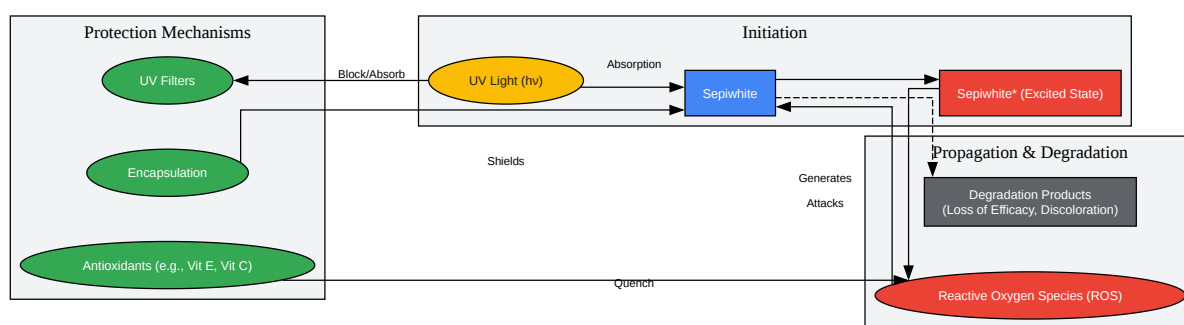 Protection Mechanisms
Initiation
UV Filters
Block/Absorb
UV Light (hν)
Absorption
Sepiwhite
Sepiwhite* (Excited State)
Encapsulation
Shields
Propagation & Degradation
Generates
Attacks
Degradation Products
(Loss of Efficacy, Discoloration)
Antioxidants (e.g., Vit E, Vit C)
Quench
Reactive Oxygen Species (ROS)